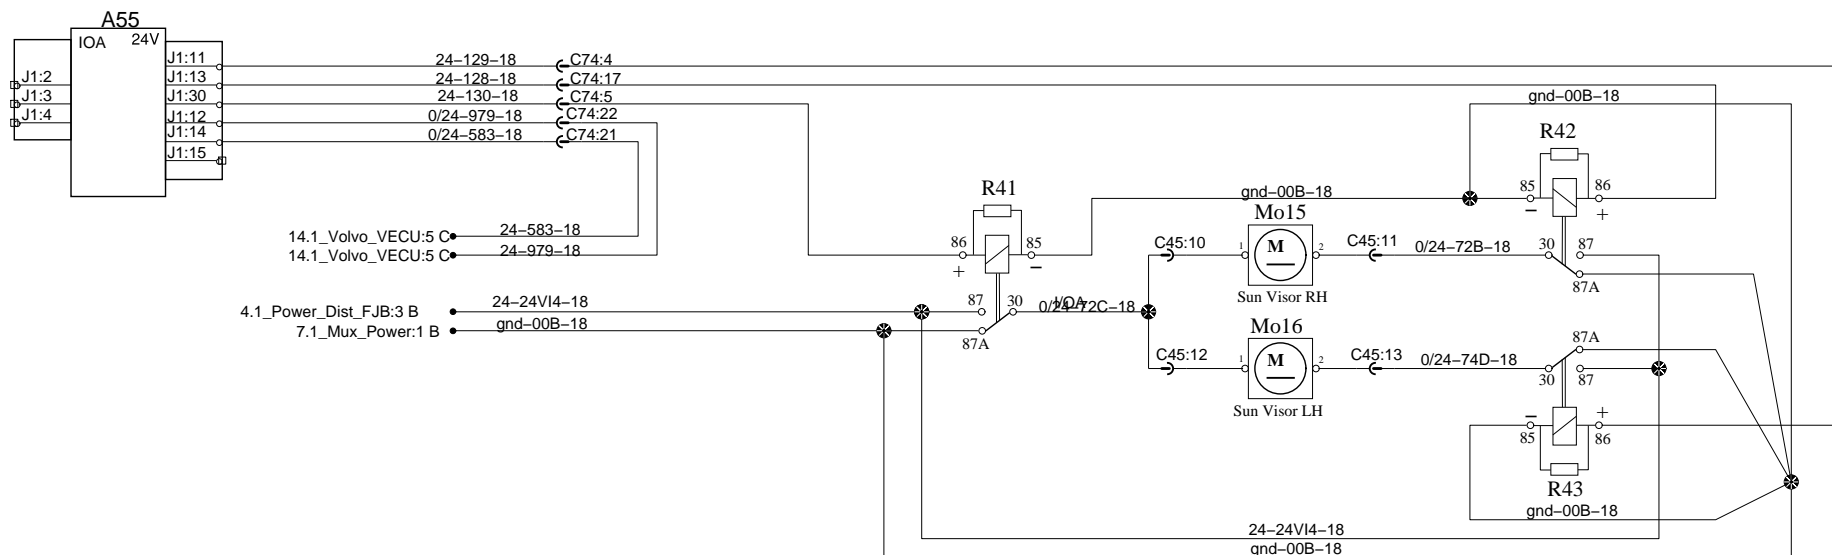 A55
IOA 24V
J1:11 24–129–18 C74:4
J1:2 J1:13 24–128–18 C74:17
J1:3 J1:30 24–130–18 C74:5 gnd–00B–18
J1:4 J1:12 0/24–979–18 C74:22
J1:14 0/24–583–18 C74:21 R42
J1:15
R41 gnd–00B–18 85 86
Mo15 – +
14.1_Volvo_VECU:5 C 24–583–18
86 85 C45:10 1 M 2 C45:11 0/24–72B–18 30 87
14.1_Volvo_VECU:5 C 24–979–18
+ –
Sun Visor RH 87A
4.1_Power_Dist_FJB:3 B 24–24VI4–18 87 30 0/24–72C–18 I/OA
7.1_Mux_Power:1 B gnd–00B–18 Mo16
87A 87A
C45:12 1 M 2 C45:13 0/24–74D–18
30 87
Sun Visor LH – +
85 86
R43
gnd–00B–18
24–24VI4–18
gnd–00B–18